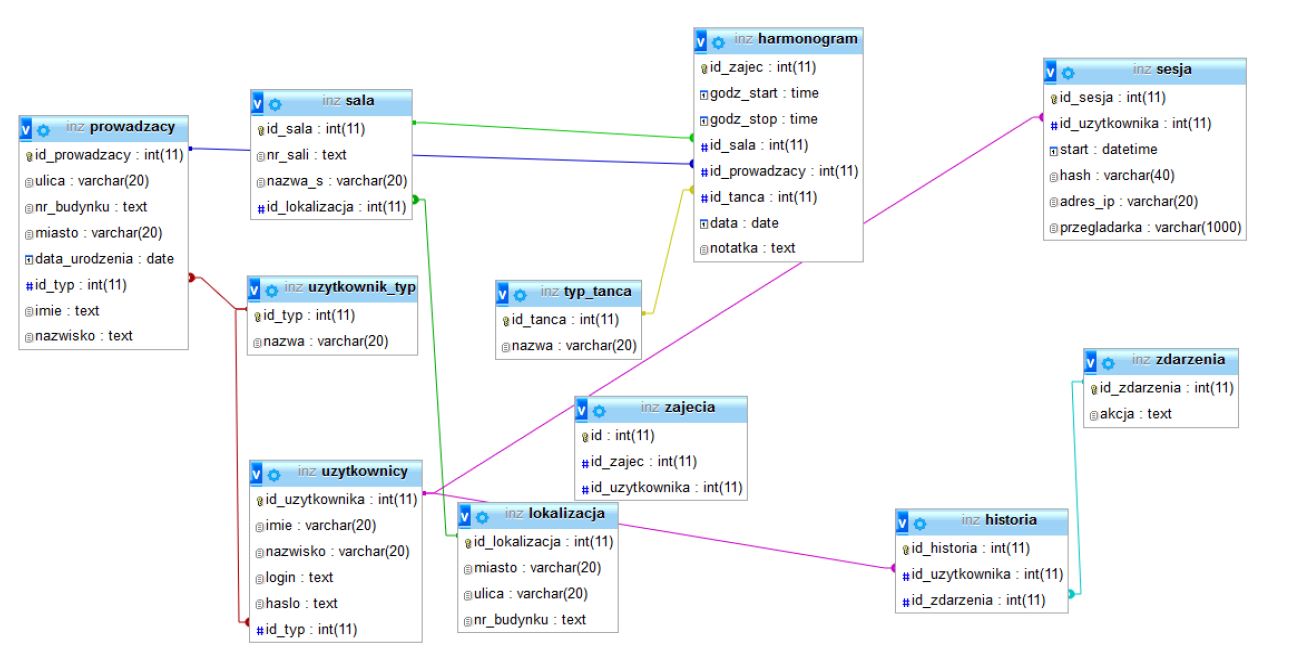 inz prowadzacy
id_prowadzacy : int(11)
ulica : varchar(20)
nr_budynku : text
miasto : varchar(20)
data_urodzenia : date
id_typ : int(11)
imie : text
nazwisko : text
inz sala
id_sala : int(11)
nr_sali : text
nazwa_s : varchar(20)
id_lokalizacja : int(11)
inz uzytkownik_typ
id_typ : int(11)
nazwa : varchar(20)
inz uzytkownicy
id_uzytkownika : int(11)
imie : varchar(20)
nazwisko : varchar(20)
login : text
haslo : text
id_typ : int(11)
inz harmonogram
id_zajec : int(11)
godz_start : time
godz_stop : time
id_sala : int(11)
id_prowadzacy : int(11)
id_tanca : int(11)
data : date
notatka : text
inz typ_tanca
id_tanca : int(11)
nazwa : varchar(20)
inz zajecia
id : int(11)
id_zajec : int(11)
id_uzytkownika : int(11)
inz lokalizacja
id_lokalizacja : int(11)
miasto : varchar(20)
ulica : varchar(20)
nr_budynku : text
inz sesja
id_sesja : int(11)
id_uzytkownika : int(11)
start : datetime
hash : varchar(40)
adres_ip : varchar(20)
przegladarka : varchar(1000)
inz zdarzenia
id_zdarzenia : int(11)
akcja : text
inz historia
id_historia : int(11)
id_uzytkownika : int(11)
id_zdarzenia : int(11)